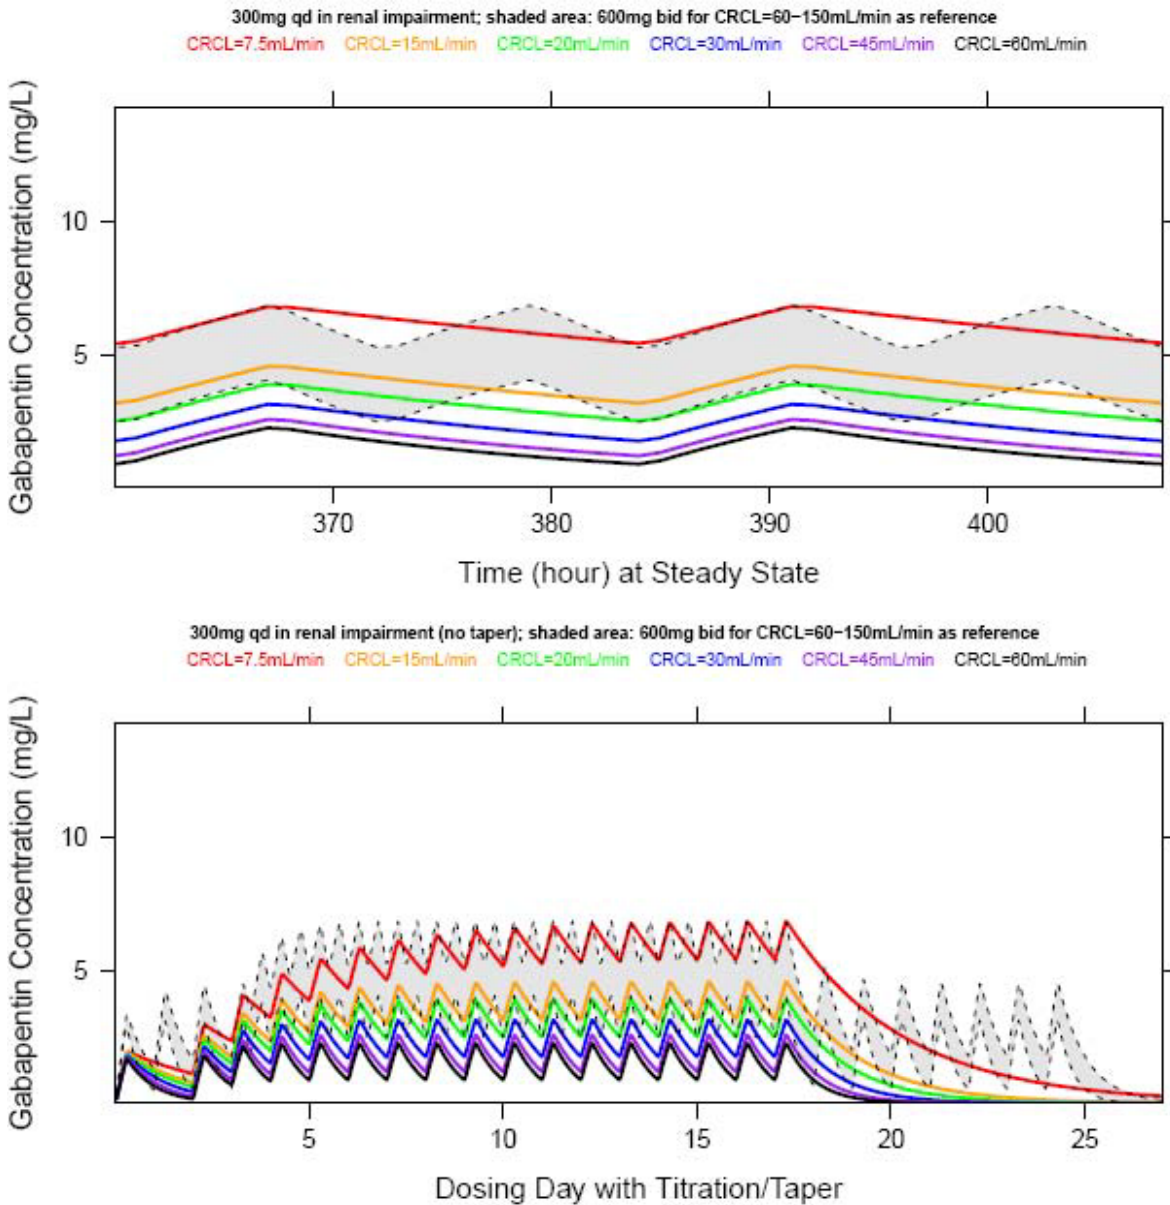 300mg qd in renal impairment; shaded area: 600mg bid for CRCL=60−150mL/min as reference
CRCL=7.5mL/min CRCL=15mL/min CRCL=20mL/min CRCL=30mL/min CRCL=45mL/min CRCL=60mL/min
Gabapentin Concentration (mg/L)
10
5
370 380 390 400
Time (hour) at Steady State
300mg qd in renal impairment (no taper); shaded area: 600mg bid for CRCL=60−150mL/min as reference
CRCL=7.5mL/min CRCL=15mL/min CRCL=20mL/min CRCL=30mL/min CRCL=45mL/min CRCL=60mL/min
Gabapentin Concentration (mg/L)
10
5
5 10 15 20 25
Dosing Day with Titration/Taper